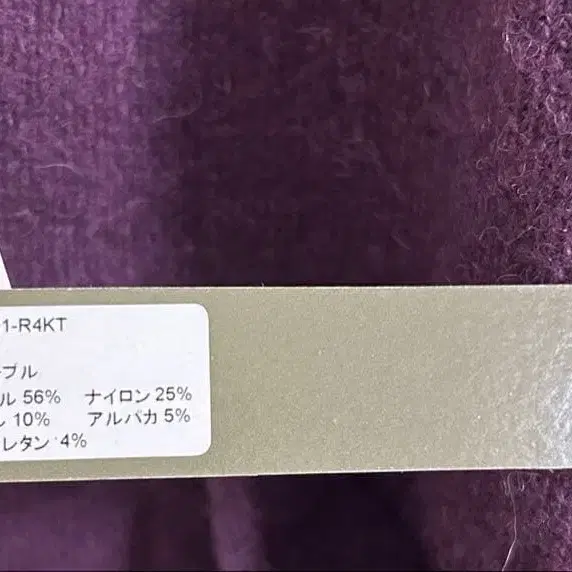 1-R4KT
ープル
ル 56% ナイロン 25%
ル 10% アルパカ 5%
レタン 4%